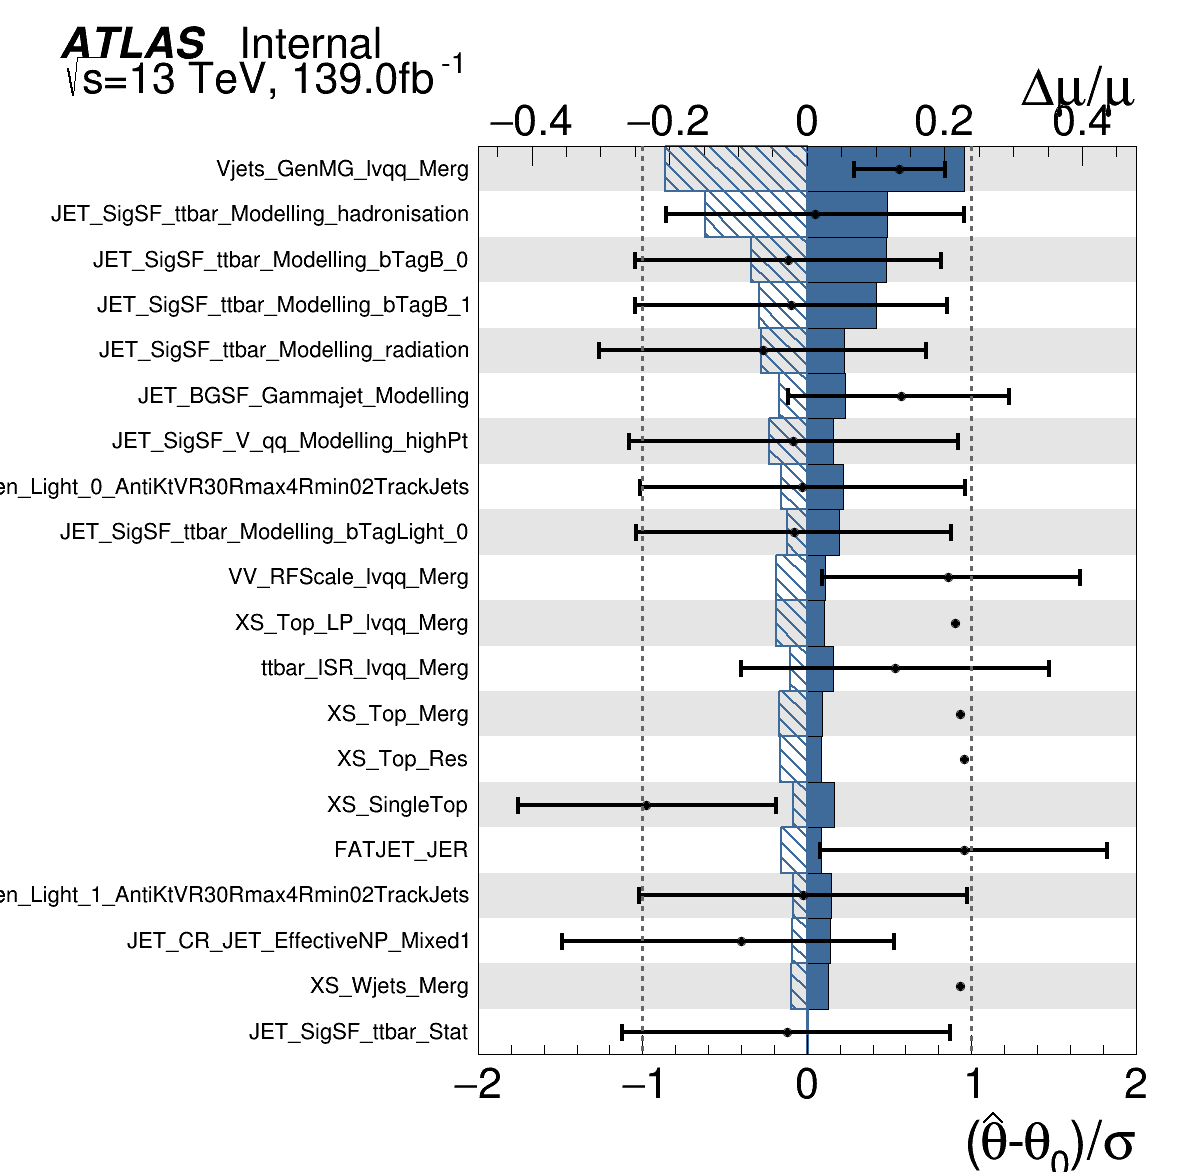 ATLAS Internal
√s=13 TeV, 139.0fb⁻¹
Δμ/μ
−0.4 −0.2 0 0.2 0.4
Vjets_GenMG_lvqq_Merg
JET_SigSF_ttbar_Modelling_hadronisation
JET_SigSF_ttbar_Modelling_bTagB_0
JET_SigSF_ttbar_Modelling_bTagB_1
JET_SigSF_ttbar_Modelling_radiation
JET_BGSF_Gammajet_Modelling
JET_SigSF_V_qq_Modelling_highPt
en_Light_0_AntiKtVR30Rmax4Rmin02TrackJets
JET_SigSF_ttbar_Modelling_bTagLight_0
VV_RFScale_lvqq_Merg
XS_Top_LP_lvqq_Merg
ttbar_ISR_lvqq_Merg
XS_Top_Merg
XS_Top_Res
XS_SingleTop
FATJET_JER
en_Light_1_AntiKtVR30Rmax4Rmin02TrackJets
JET_CR_JET_EffectiveNP_Mixed1
XS_Wjets_Merg
JET_SigSF_ttbar_Stat
−2 −1 0 1 2
(θ̂-θ₀)/σ